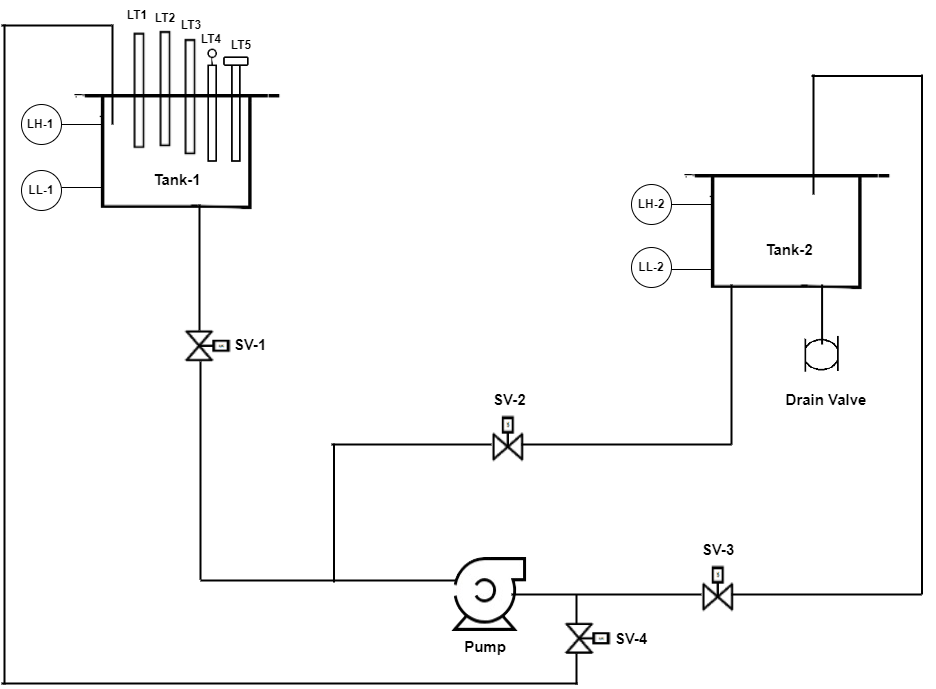 LT1
LT2
LT3
LT4
LT5
LH-1
LL-1
Tank-1
LH-2
LL-2
Tank-2
SV-1
Drain Valve
SV-2
SV-3
SV-4
Pump